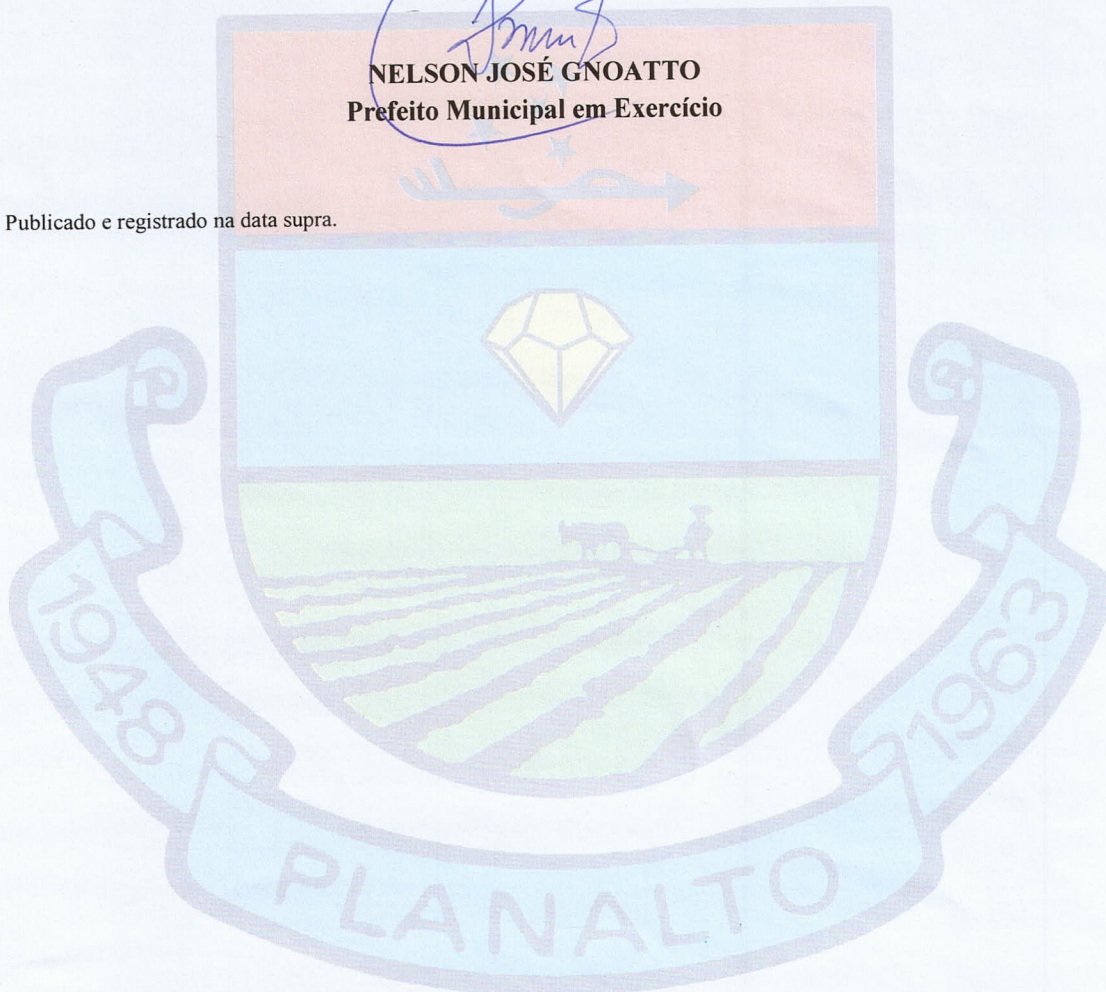 NELSON JOSÉ GNOATTO
Prefeito Municipal em Exercício
Publicado e registrado na data supra.
1948
1963
PLANALTO